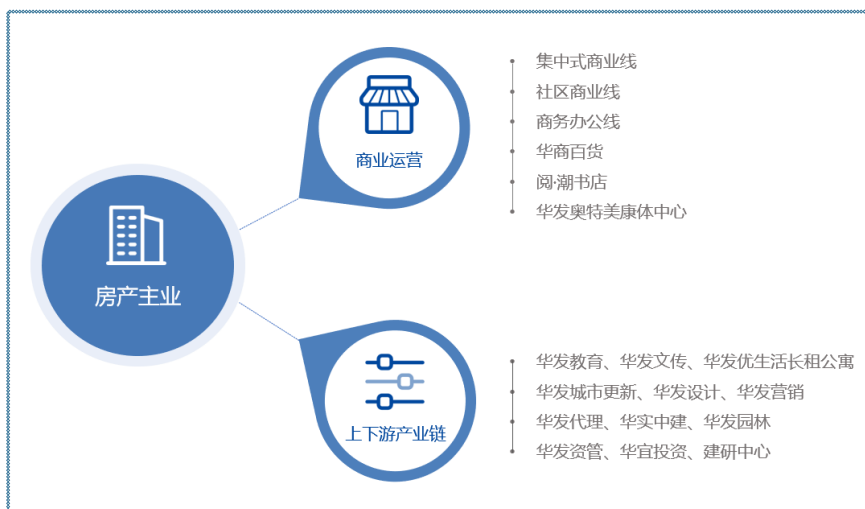 房产主业
商业运营
集中式商业线
社区商业线
商务办公线
华商百货
阅·潮书店
华发奥特美康体中心
上下游产业链
华发教育、华发文传、华发优生活长租公寓
华发城市更新、华发设计、华发营销
华发代理、华实中建、华发园林
华发资管、华宜投资、建研中心